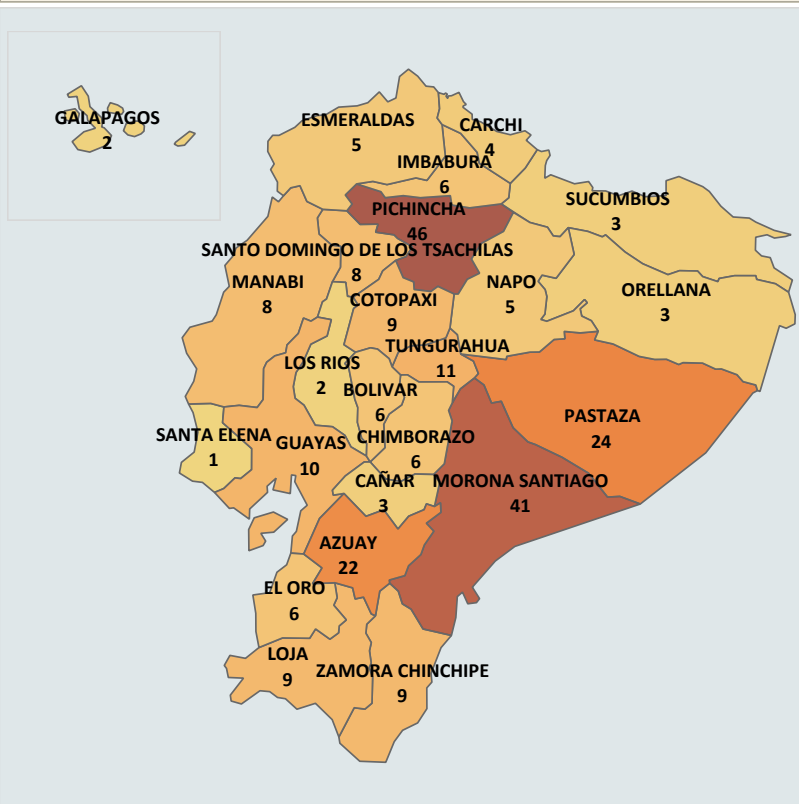 GALAPAGOS
2
ESMERALDAS
5
CARCHI
4
IMBABURA
6
SUCUMBIOS
3
PICHINCHA
46
SANTO DOMINGO DE LOS TSACHILAS
8
MANABI
8
COTOPAXI
9
NAPO
5
ORELLANA
3
TUNGURAHUA
11
LOS RIOS
2
BOLIVAR
6
PASTAZA
24
SANTA ELENA
1
GUAYAS
10
CHIMBORAZO
6
CAÑAR
3
MORONA SANTIAGO
41
AZUAY
22
EL ORO
6
LOJA
9
ZAMORA CHINCHIPE
9